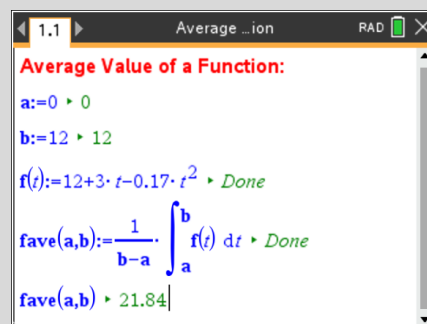 1.1 Average …ion RAD
Average Value of a Function:
a:=0 ▸ 0
b:=12 ▸ 12
f(t):=12+3· t−0.17· t² ▸ Done
fave(a,b):=1/(b−a)· ∫ₐᵇ f(t) dt ▸ Done
fave(a,b) ▸ 21.84